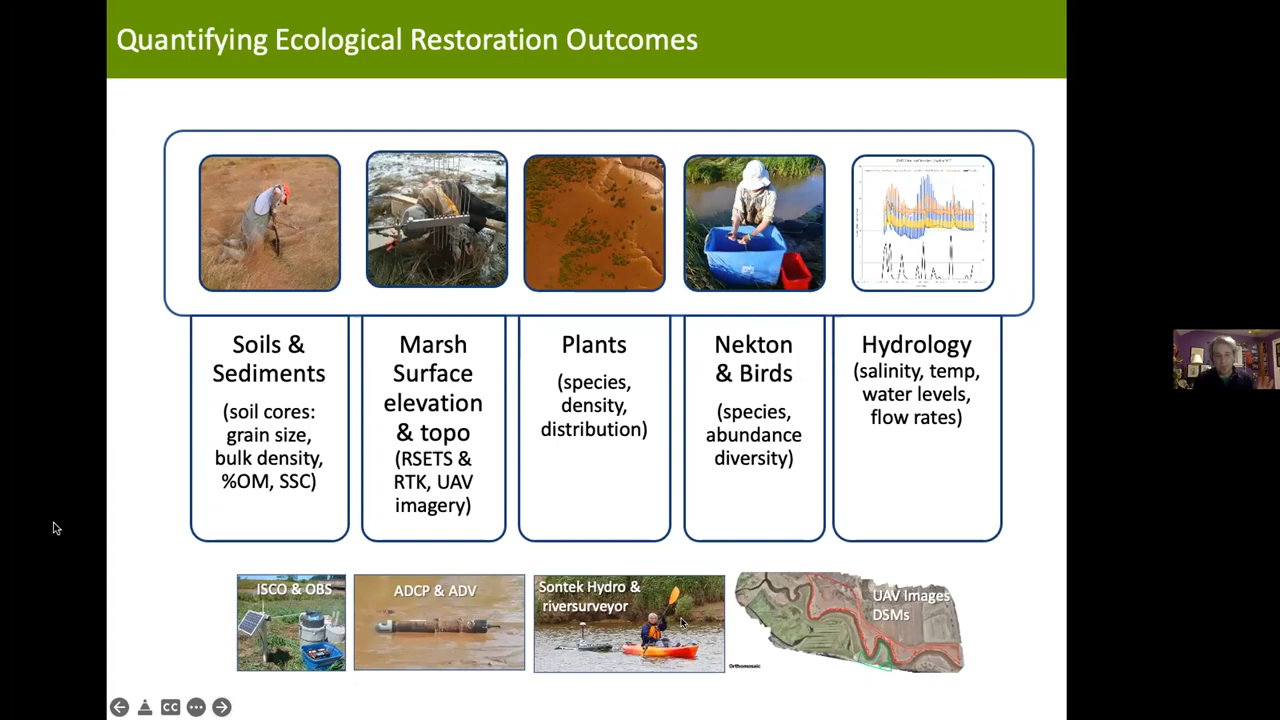 Quantifying Ecological Restoration Outcomes
Soils &
Sediments
(soil cores:
grain size,
bulk density,
%OM, SSC)
Marsh
Surface
elevation
& topo
(RSETS &
RTK, UAV
imagery)
Plants
(species,
density,
distribution)
Nekton
& Birds
(species,
abundance
diversity)
Hydrology
(salinity, temp,
water levels,
flow rates)
ISCO & OBS
ADCP & ADV
Sontek Hydro &
riversurveyor
UAV Images
DSMs
Orthomosaic
CC